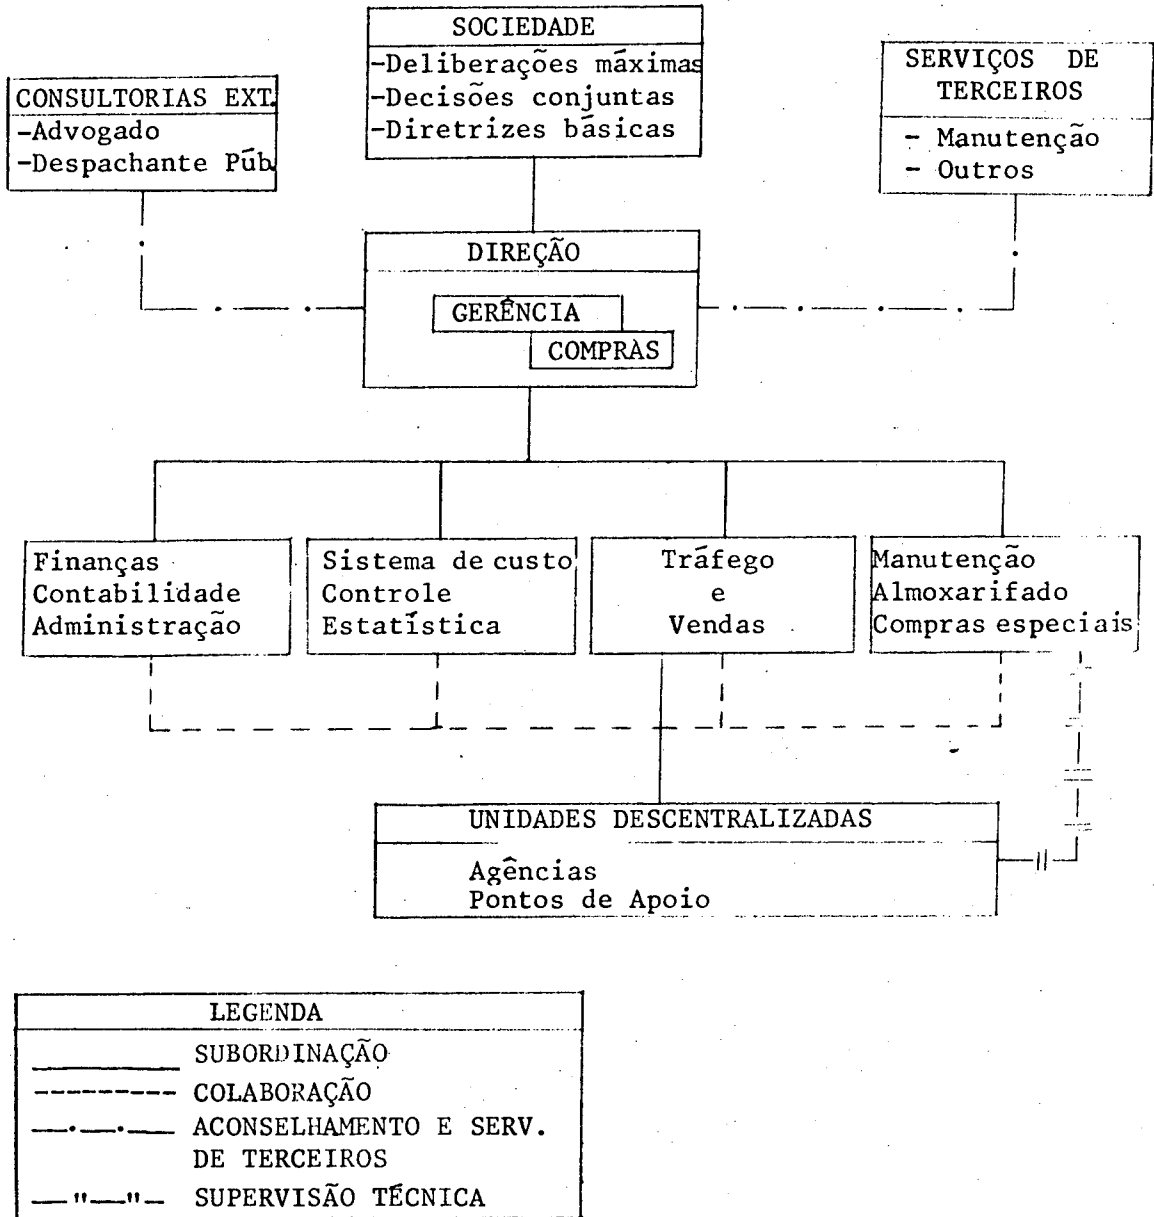 SOCIEDADE
-Deliberações máximas
-Decisões conjuntas
-Diretrizes básicas
CONSULTORIAS EXT.
-Advogado
-Despachante Púb.
SERVIÇOS DE
TERCEIROS
- Manutenção
- Outros
DIREÇÃO
GERÊNCIA
COMPRAS
Finanças
Contabilidade
Administração
Sistema de custo
Controle
Estatística
Tráfego
e
Vendas
Manutenção
Almoxarifado
Compras especiais
UNIDADES DESCENTRALIZADAS
Agências
Pontos de Apoio
LEGENDA
SUBORDINAÇÃO
COLABORAÇÃO
ACONSELHAMENTO E SERV.
DE TERCEIROS
SUPERVISÃO TÉCNICA